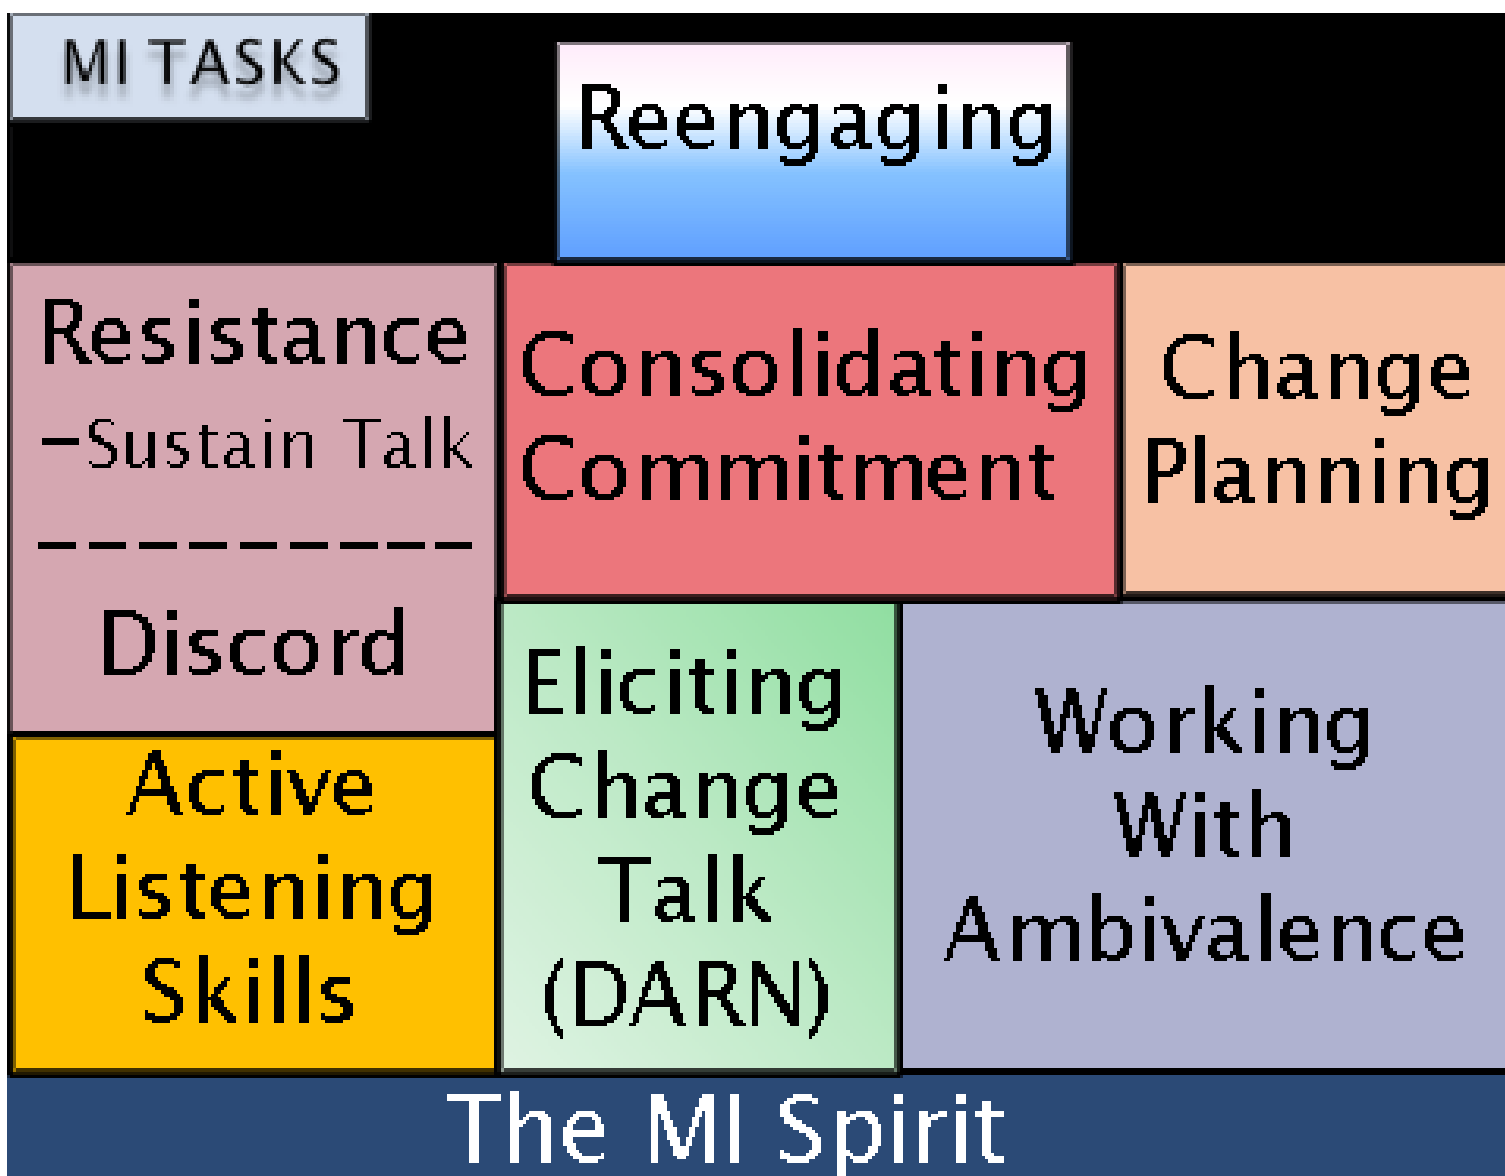 MI TASKS
Reengaging
Resistance
–Sustain Talk
----------
Discord
Consolidating
Commitment
Change
Planning
Active
Listening
Skills
Eliciting
Change
Talk
(DARN)
Working
With
Ambivalence
The MI Spirit